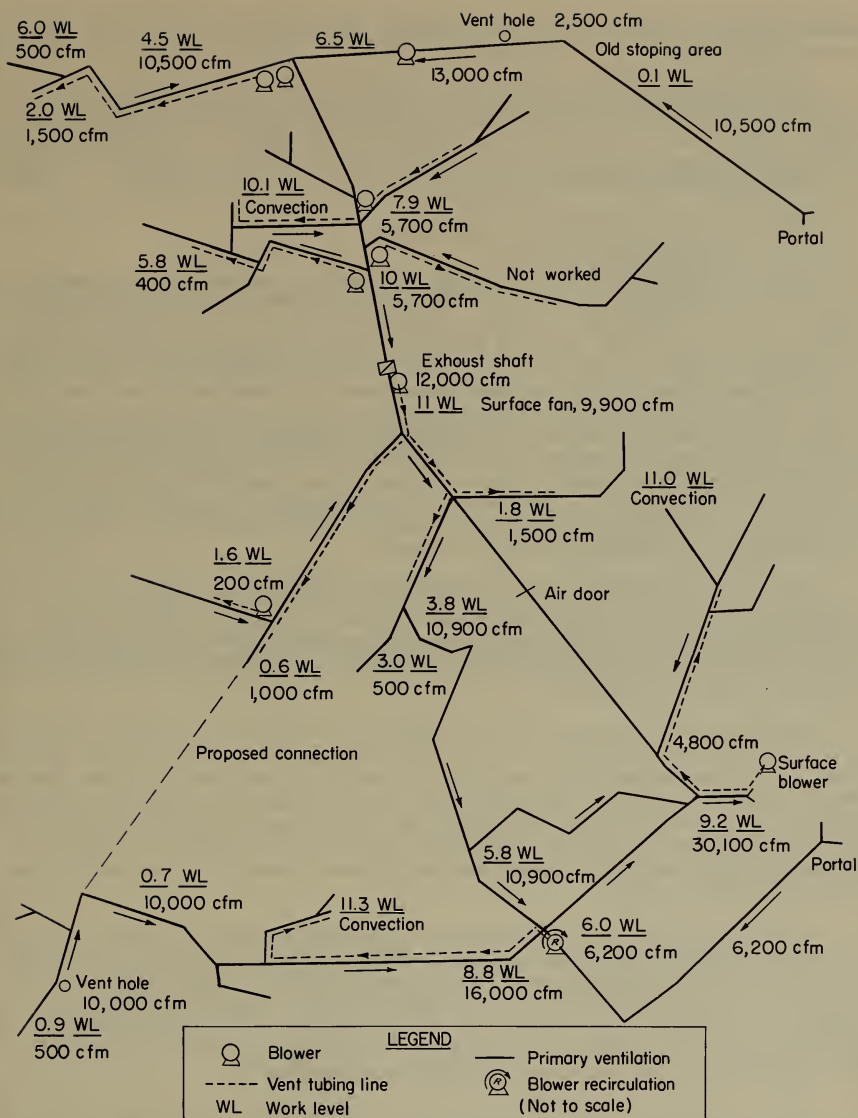 Vent hole
2,500 cfm
6.0 WL
500 cfm
4.5 WL
10,500 cfm
6.5 WL
Old stoping area
0.1 WL
13,000 cfm
2.0 WL
1,500 cfm
10,500 cfm
10.1 WL
Convection
7.9 WL
5,700 cfm
Portal
5.8 WL
400 cfm
10 WL
5,700 cfm
Not worked
Exhoust shaft
12,000 cfm
11 WL
Surface fan, 9,900 cfm
11.0 WL
Convection
1.8 WL
1,500 cfm
1.6 WL
200 cfm
Air door
3.8 WL
10,900 cfm
3.0 WL
500 cfm
0.6 WL
1,000 cfm
Proposed connection
4,800 cfm
Surface
blower
9.2 WL
30,100 cfm
5.8 WL
10,900 cfm
Portal
0.7 WL
10,000 cfm
11.3 WL
Convection
6.0 WL
6,200 cfm
6,200 cfm
R
8.8 WL
16,000 cfm
Vent hole
10,000 cfm
0.9 WL
500 cfm
LEGEND
Blower
Primary ventilation
Vent tubing line
R
Blower recirculation
WL Work level
(Not to scale)